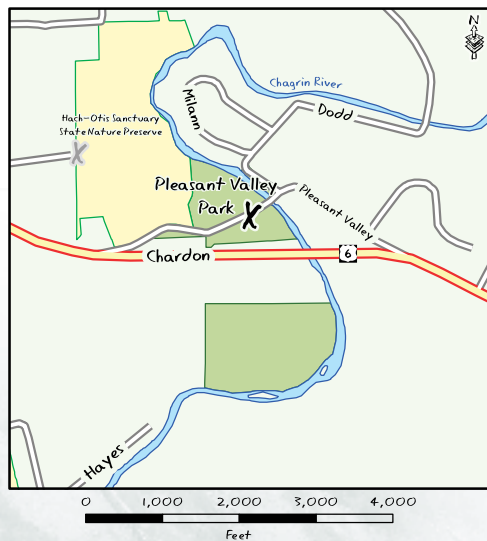 N
Chagrin River
Milann
Dodd
Hach-Otis Sanctuary
State Nature Preserve
Pleasant Valley
Park
Pleasant Valley
Chardon
6
Hayes
0 1,000 2,000 3,000 4,000
Feet